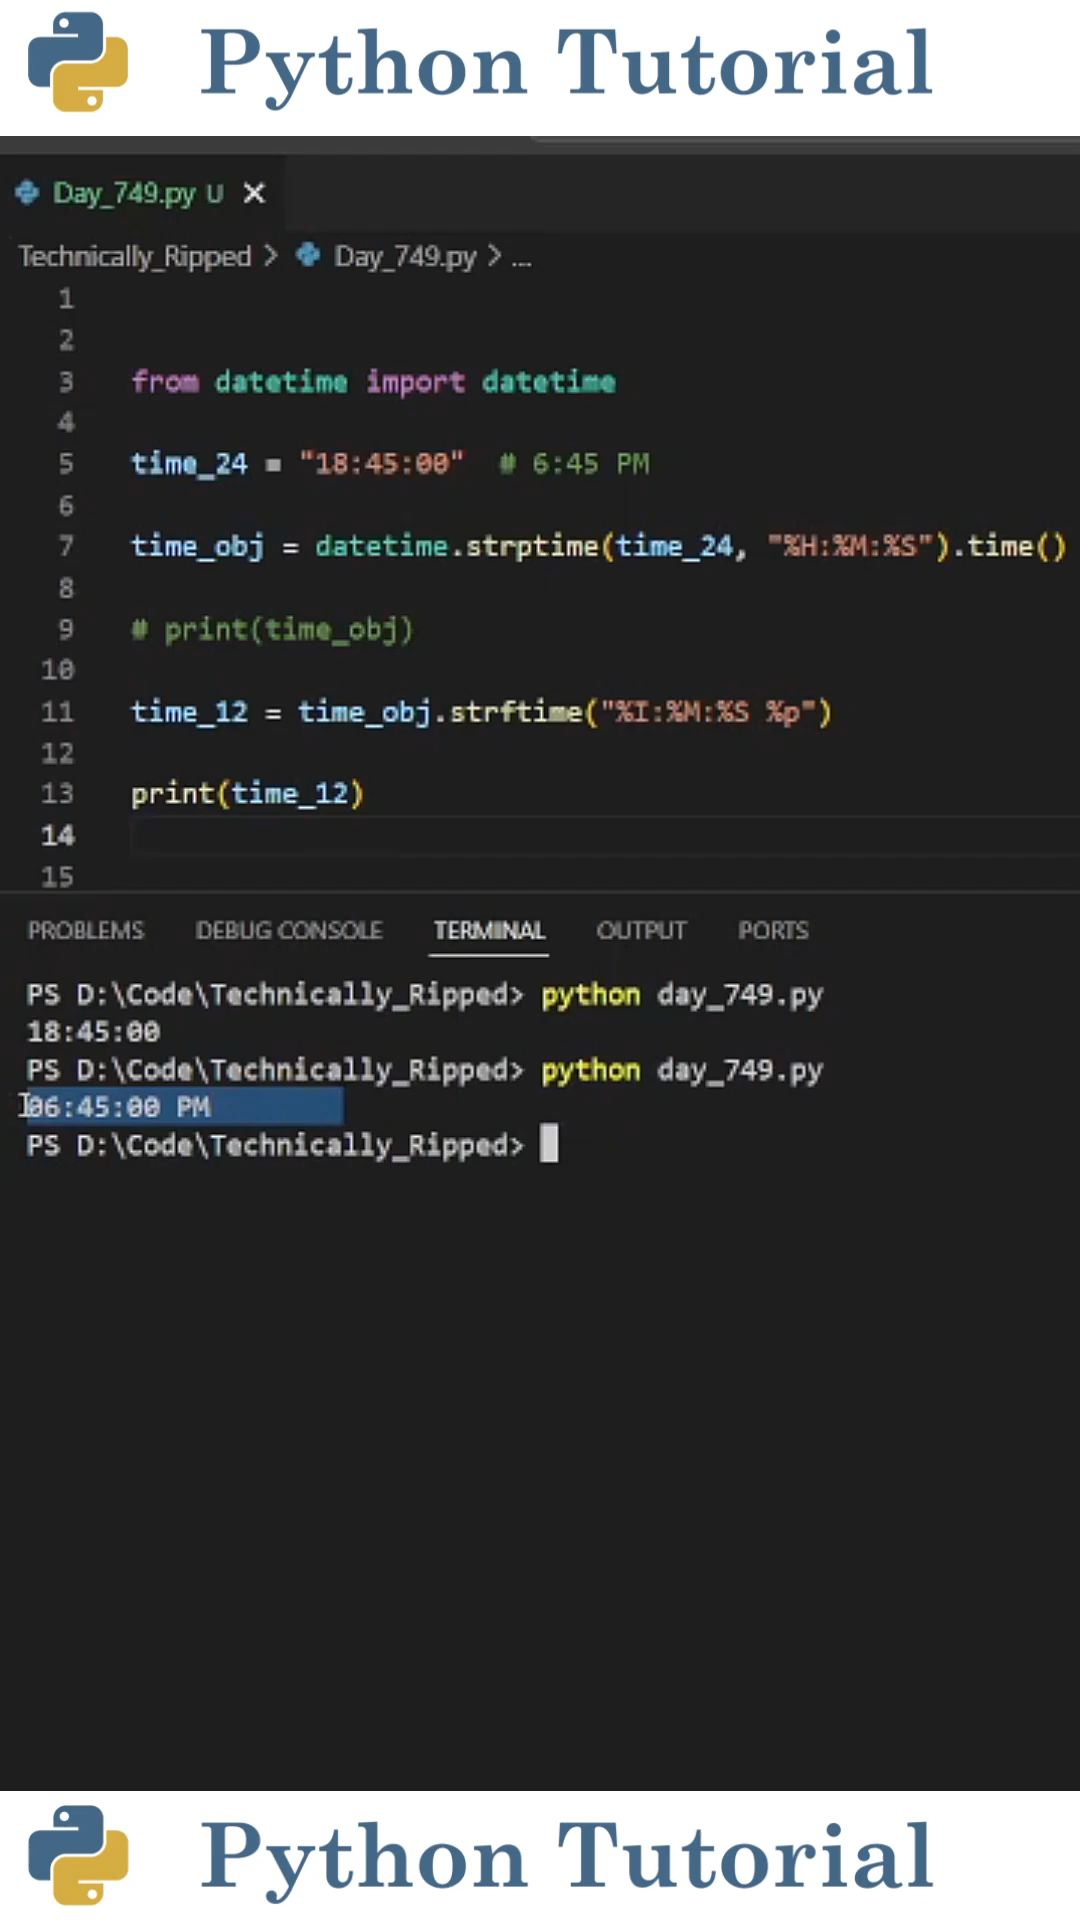 Python Tutorial
Day_749.py U
Technically_Ripped > Day_749.py > ...
1
2
3 from datetime import datetime
4
5 time_24 = "18:45:00" # 6:45 PM
6
7 time_obj = datetime.strptime(time_24, "%H:%M:%S").time()
8
9 # print(time_obj)
10
11 time_12 = time_obj.strftime("%I:%M:%S %p")
12
13 print(time_12)
14
15
PROBLEMS DEBUG CONSOLE TERMINAL OUTPUT PORTS
PS D:\Code\Technically_Ripped> python day_749.py
18:45:00
PS D:\Code\Technically_Ripped> python day_749.py
06:45:00 PM
PS D:\Code\Technically_Ripped>
Python Tutorial